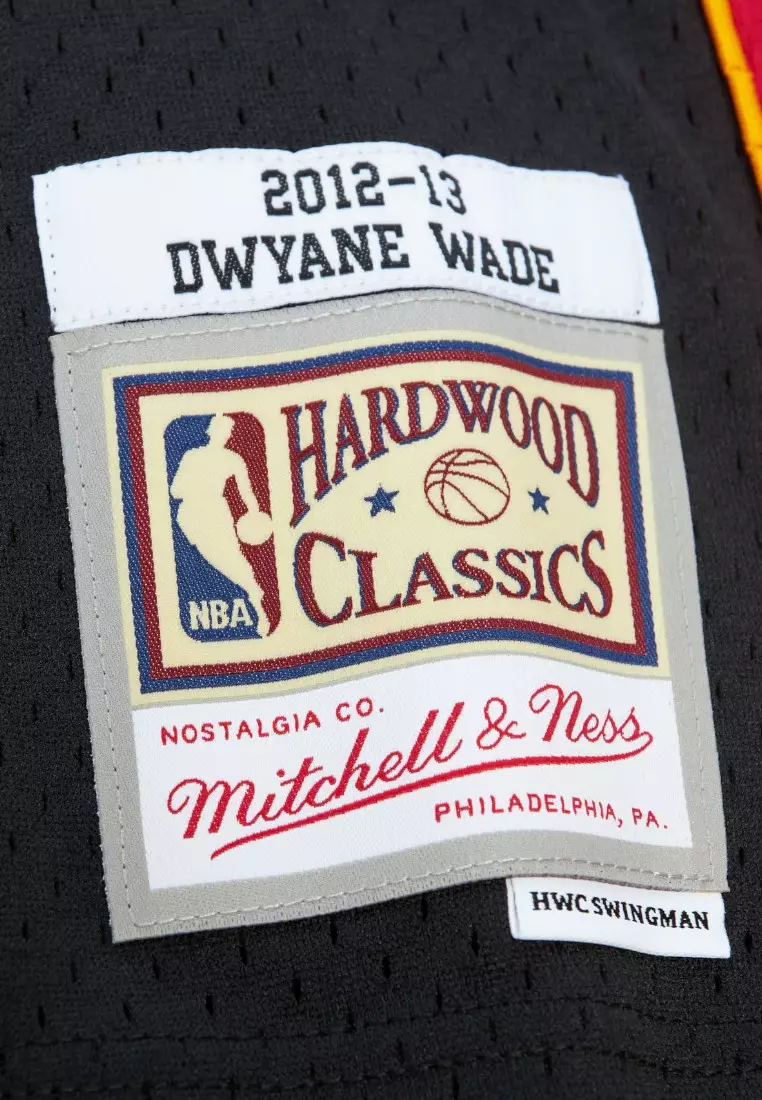 2012-13
DWYANE WADE
HARDWOOD
CLASSICS
NBA
NOSTALGIA CO.
Mitchell & Ness
PHILADELPHIA, PA.
HWC SWINGMAN